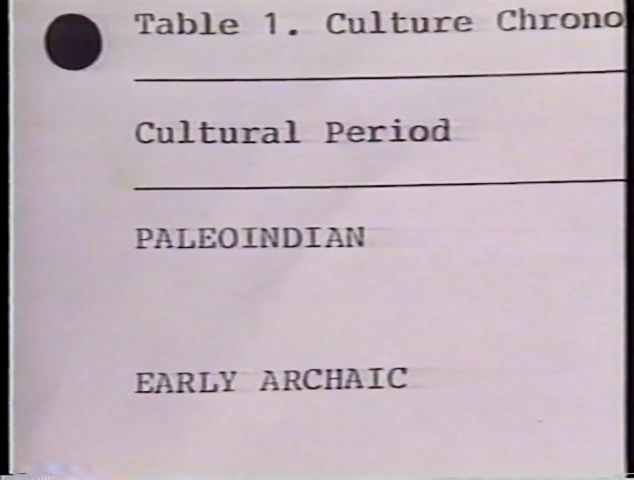 Table 1. Culture Chrono
Cultural Period
PALEOINDIAN
EARLY ARCHAIC